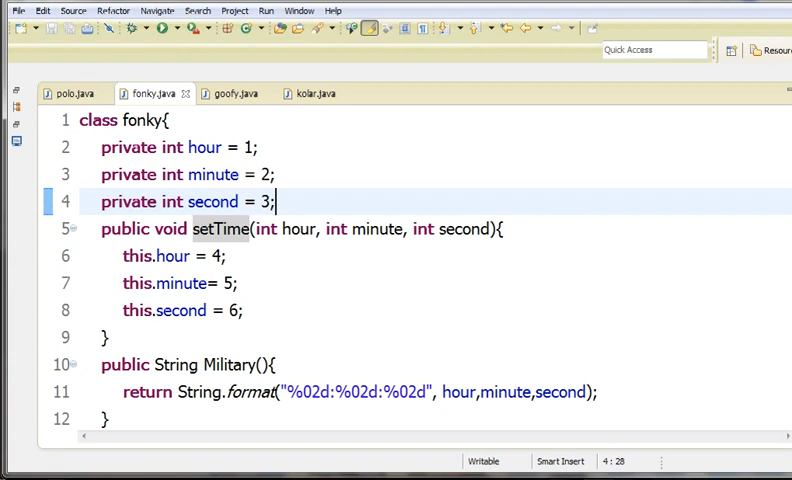 File Edit Source Refactor Navigate Search Project Run Window Help
Quick Access Resour
polo.java fonky.java goofy.java kolar.java
1 class fonky{
2 private int hour = 1;
3 private int minute = 2;
4 private int second = 3;
5 public void setTime(int hour, int minute, int second){
6 this.hour = 4;
7 this.minute= 5;
8 this.second = 6;
9 }
10 public String Military(){
11 return String.format("%02d:%02d:%02d", hour,minute,second);
12 }
Writable Smart Insert 4 : 28